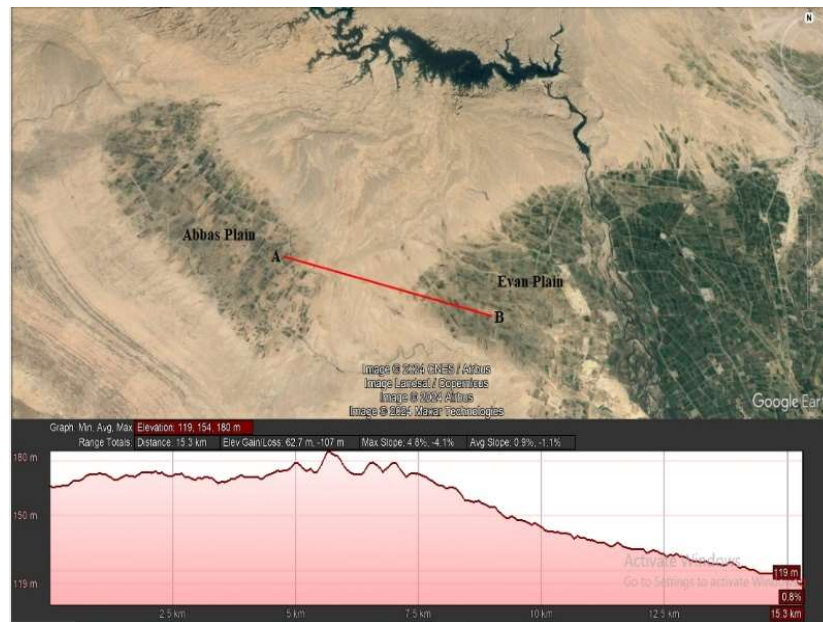 N
Abbas Plain
A
Evan Plain
B
Image © 2024 CNES / Airbus
Image Landsat / Copernicus
Image © 2024 Airbus
Image © 2024 Maxar Technologies
Google Eart
Graph: Min, Avg, Max Elevation: 119, 154, 180 m
Range Totals: Distance: 15.3 km Elev Gain/Loss: 62.7 m, -107 m Max Slope: 4.8%, -4.1% Avg Slope: 0.9%, -1.1%
180 m
150 m
119 m
Activate Windows
Go to Settings to activate Win
119 m
0.8%
2.5 km 5 km 7.5 km 10 km 12.5 km 15.3 km